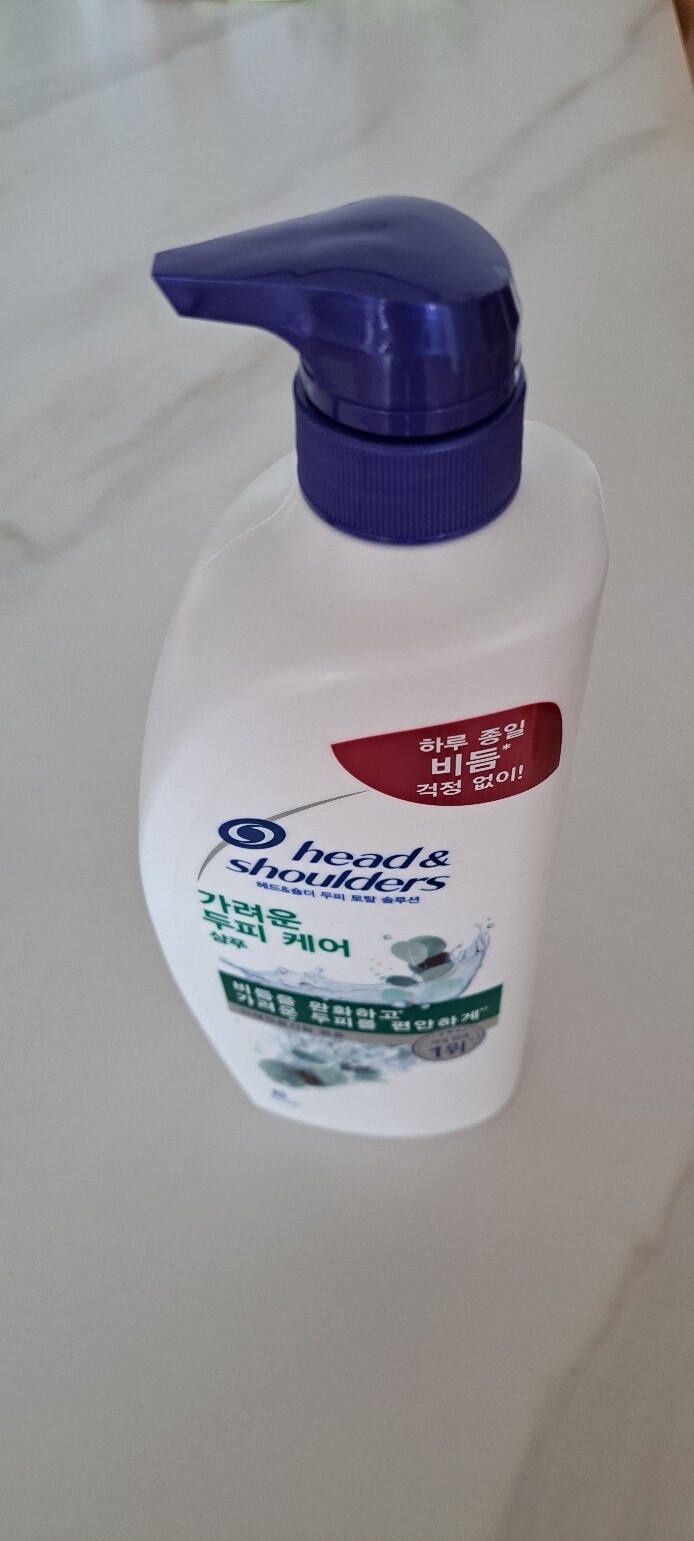 하루 종일
비듬*
걱정 없이!
head &
shoulders
헤드&숄더 두피 토탈 솔루션
가려운
두피 케어
샴푸
비듬을 완화하고
가려운 두피를 편안하게
1위